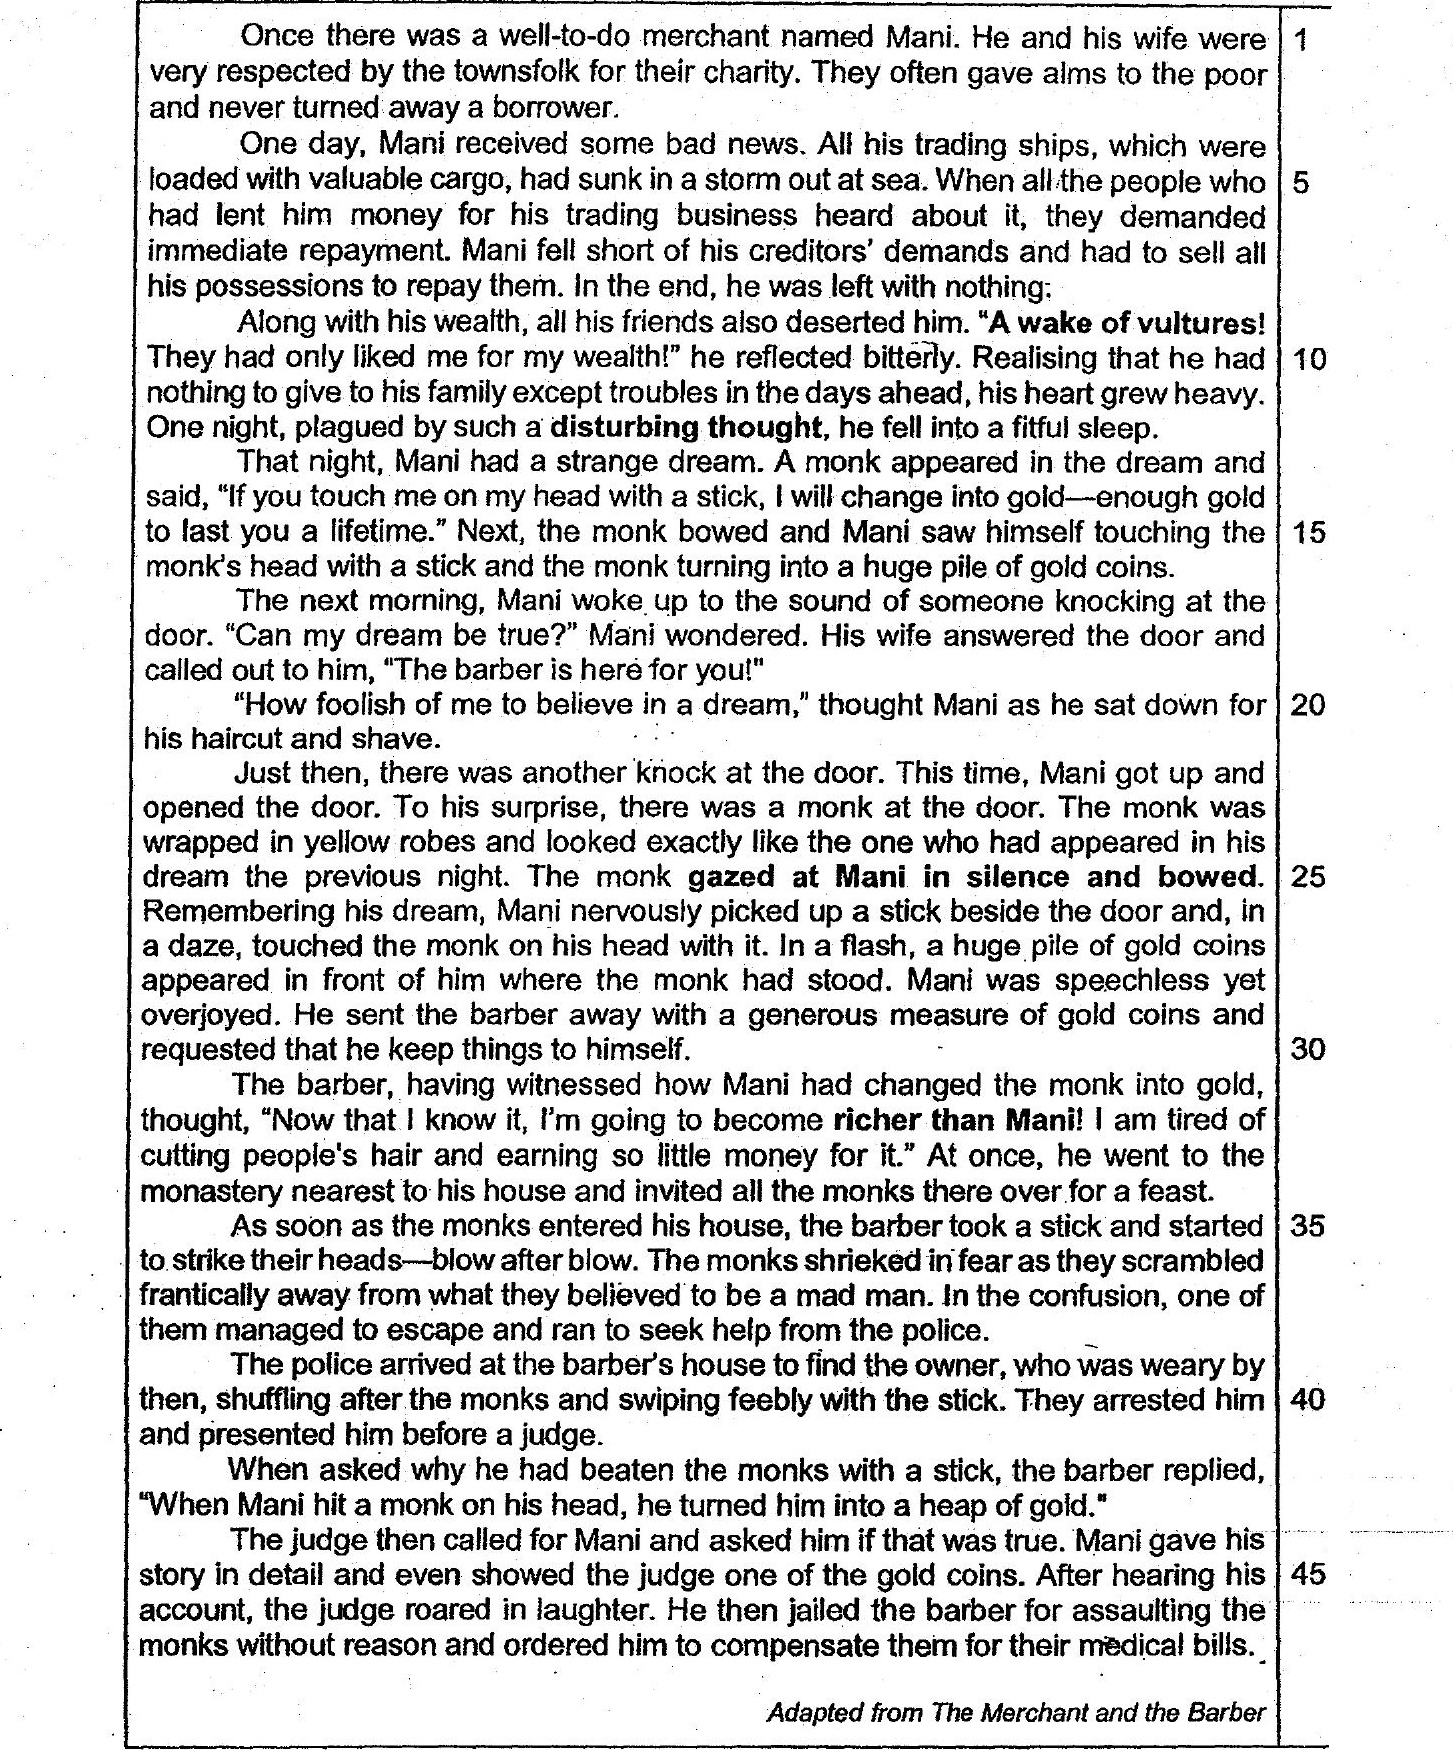 Once there was a well-to-do merchant named Mani. He and his wife were 1
very respected by the townsfolk for their charity. They often gave alms to the poor
and never turned away a borrower.
One day, Mani received some bad news. All his trading ships, which were
loaded with valuable cargo, had sunk in a storm out at sea. When all the people who 5
had lent him money for his trading business heard about it, they demanded
immediate repayment. Mani fell short of his creditors' demands and had to sell all
his possessions to repay them. In the end, he was left with nothing.
Along with his wealth, all his friends also deserted him. "A wake of vultures!
They had only liked me for my wealth!" he reflected bitterly. Realising that he had 10
nothing to give to his family except troubles in the days ahead, his heart grew heavy.
One night, plagued by such a disturbing thought, he fell into a fitful sleep.
That night, Mani had a strange dream. A monk appeared in the dream and
said, "If you touch me on my head with a stick, I will change into gold—enough gold
to last you a lifetime." Next, the monk bowed and Mani saw himself touching the 15
monk's head with a stick and the monk turning into a huge pile of gold coins.
The next morning, Mani woke up to the sound of someone knocking at the
door. "Can my dream be true?" Mani wondered. His wife answered the door and
called out to him, "The barber is here for you!"
"How foolish of me to believe in a dream," thought Mani as he sat down for 20
his haircut and shave.
Just then, there was another knock at the door. This time, Mani got up and
opened the door. To his surprise, there was a monk at the door. The monk was
wrapped in yellow robes and looked exactly like the one who had appeared in his
dream the previous night. The monk gazed at Mani in silence and bowed. 25
Remembering his dream, Mani nervously picked up a stick beside the door and, in
a daze, touched the monk on his head with it. In a flash, a huge pile of gold coins
appeared in front of him where the monk had stood. Mani was speechless yet
overjoyed. He sent the barber away with a generous measure of gold coins and
requested that he keep things to himself. 30
The barber, having witnessed how Mani had changed the monk into gold,
thought, "Now that I know it, I'm going to become richer than Mani! I am tired of
cutting people's hair and earning so little money for it." At once, he went to the
monastery nearest to his house and invited all the monks there over for a feast.
As soon as the monks entered his house, the barber took a stick and started 35
to strike their heads—blow after blow. The monks shrieked in fear as they scrambled
frantically away from what they believed to be a mad man. In the confusion, one of
them managed to escape and ran to seek help from the police.
The police arrived at the barber's house to find the owner, who was weary by
then, shuffling after the monks and swiping feebly with the stick. They arrested him 40
and presented him before a judge.
When asked why he had beaten the monks with a stick, the barber replied,
"When Mani hit a monk on his head, he turned him into a heap of gold."
The judge then called for Mani and asked him if that was true. Mani gave his
story in detail and even showed the judge one of the gold coins. After hearing his 45
account, the judge roared in laughter. He then jailed the barber for assaulting the
monks without reason and ordered him to compensate them for their medical bills.
Adapted from The Merchant and the Barber